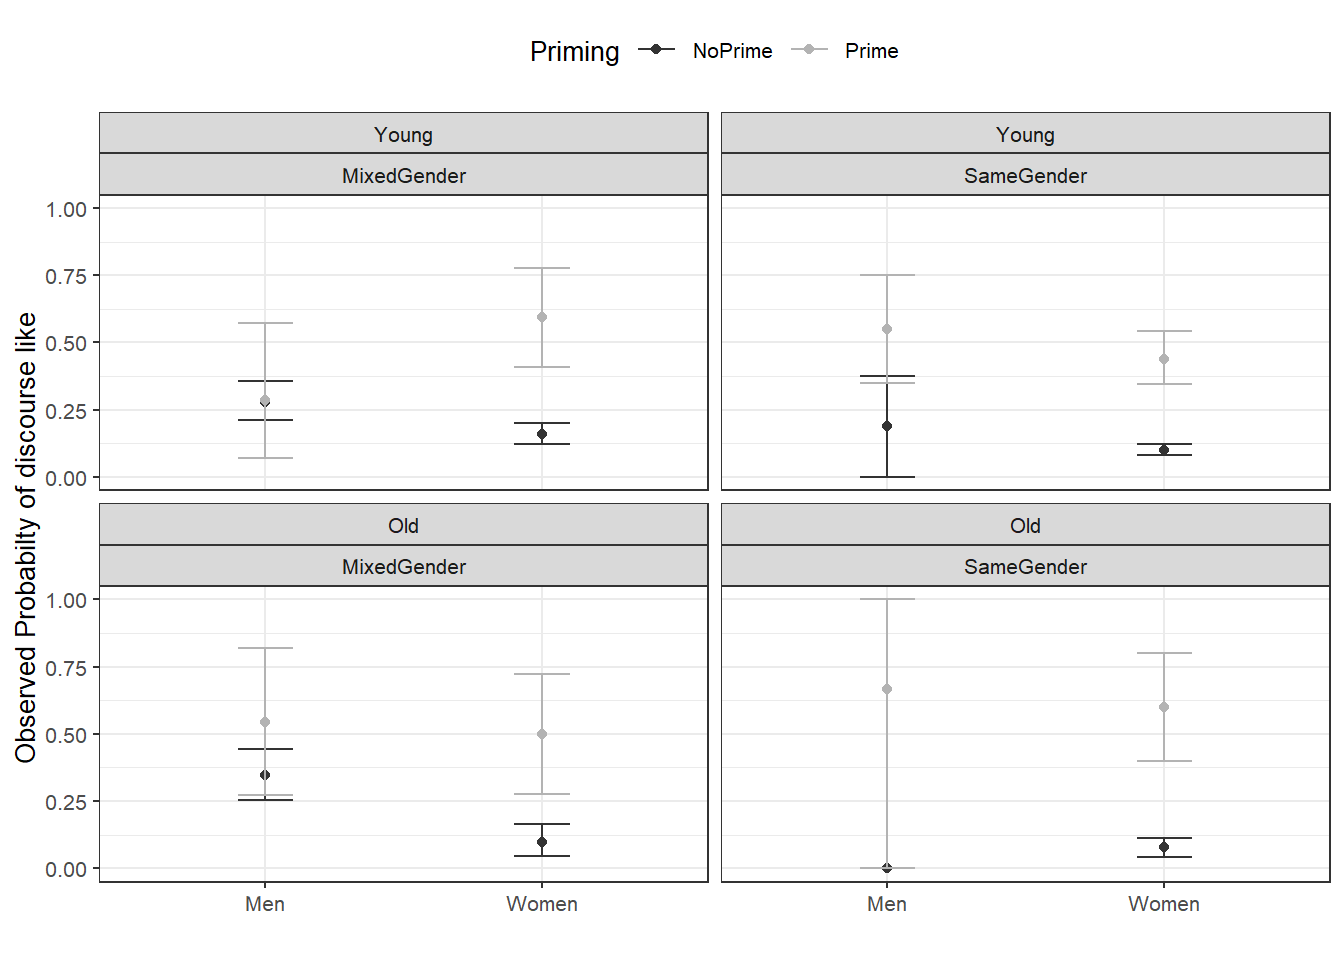 Priming NoPrime Prime
Young Young
MixedGender SameGender
1.00
0.75
0.50
0.25
0.00
Old Old
MixedGender SameGender
1.00
0.75
0.50
0.25
0.00
Men Women Men Women
Observed Probabilty of discourse like